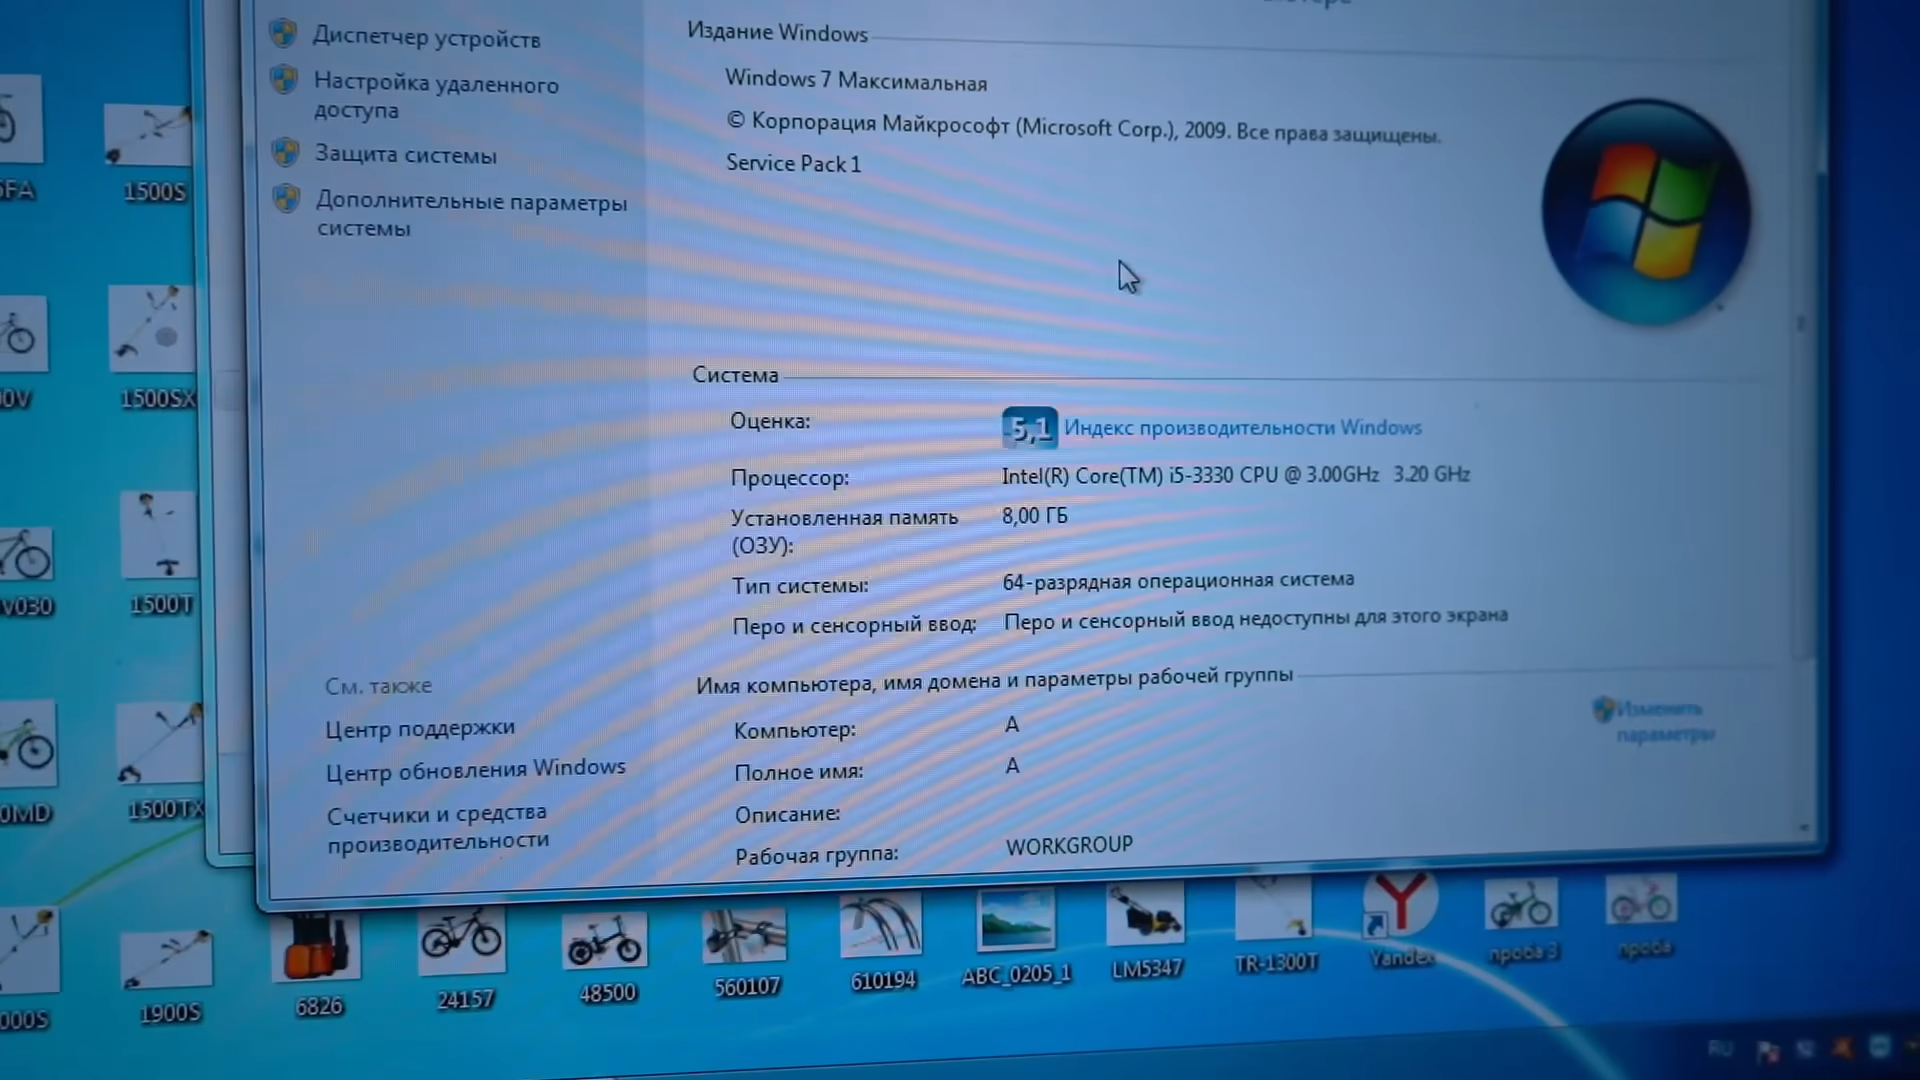 Диспетчер устройств
Настройка удаленного
доступа
Защита системы
Дополнительные параметры
системы
См. также
Центр поддержки
Центр обновления Windows
Счетчики и средства
производительности
Издание Windows
Windows 7 Максимальная
© Корпорация Майкрософт (Microsoft Corp.), 2009. Все права защищены.
Service Pack 1
Система
Оценка:
5,1 Индекс производительности Windows
Процессор:
Intel(R) Core(TM) i5-3330 CPU @ 3.00GHz 3.20 GHz
Установленная память
(ОЗУ):
8,00 ГБ
Тип системы:
64-разрядная операционная система
Перо и сенсорный ввод:
Перо и сенсорный ввод недоступны для этого экрана
Имя компьютера, имя домена и параметры рабочей группы
Компьютер:
A
Изменить
параметры
Полное имя:
A
Описание:
Рабочая группа:
WORKGROUP
1500S
1500SX
1500T
1500TX
1900S
6826
24157
48500
560107
610194
ABC_0205_1
LM5347
TR-1300T
Yandex
проба 3
проба
RU